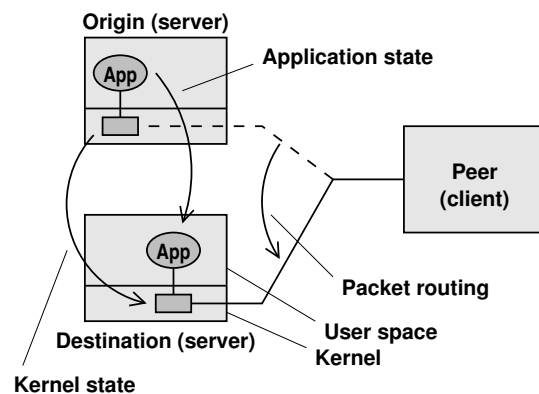 Origin (server)
App
Application state
Peer
(client)
App
Packet routing
User space
Destination (server)
Kernel
Kernel state